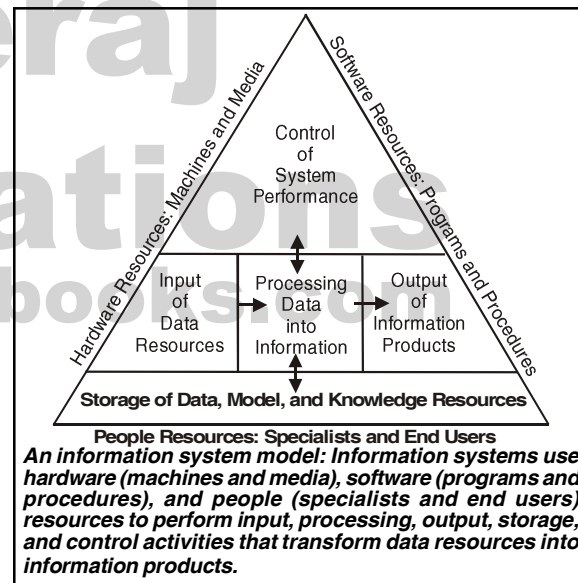 Hardware Resources: Machines and Media
Software Resources: Programs and Procedures
Control
of
System
Performance
Input
of
Data
Resources
Processing
Data
into
Information
Output
of
Information
Products
Storage of Data, Model, and Knowledge Resources
People Resources: Specialists and End Users
An information system model: Information systems use
hardware (machines and media), software (programs and
procedures), and people (specialists and end users)
resources to perform input, processing, output, storage,
and control activities that transform data resources into
information products.
eraj
ations
books.com